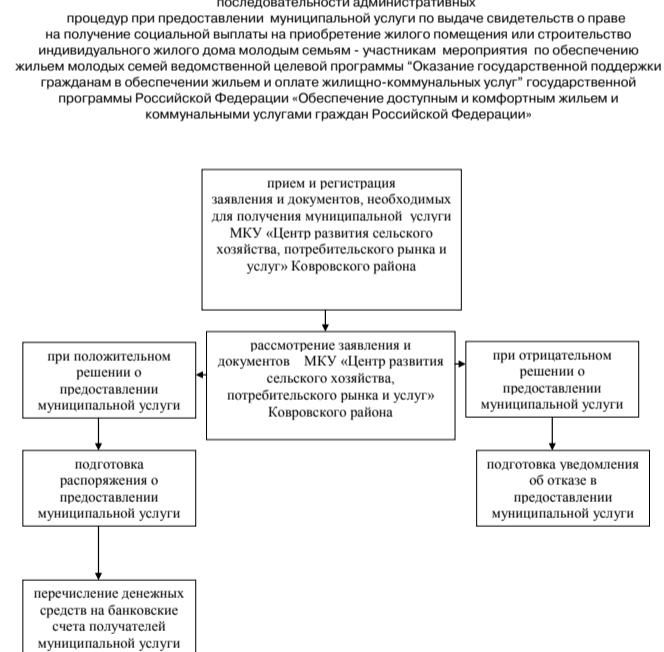 последовательности административных
процедур при предоставлении муниципальной услуги по выдаче свидетельств о праве
на получение социальной выплаты на приобретение жилого помещения или строительство
индивидуального жилого дома молодым семьям - участникам мероприятия по обеспечению
жильем молодых семей ведомственной целевой программы “Оказание государственной поддержки
гражданам в обеспечении жильем и оплате жилищно-коммунальных услуг” государственной
программы Российской Федерации «Обеспечение доступным и комфортным жильем и
коммунальными услугами граждан Российской Федерации»
прием и регистрация
заявления и документов, необходимых
для получения муниципальной услуги
МКУ «Центр развития сельского
хозяйства, потребительского рынка и
услуг» Ковровского района
рассмотрение заявления и
документов МКУ «Центр развития
сельского хозяйства,
потребительского рынка и услуг»
Ковровского района
при положительном
решении о
предоставлении
муниципальной услуги
при отрицательном
решении о
предоставлении
муниципальной услуги
подготовка
распоряжения о
предоставлении
муниципальной услуги
подготовка уведомления
об отказе в
предоставлении
муниципальной услуги
перечисление денежных
средств на банковские
счета получателей
муниципальной услуги